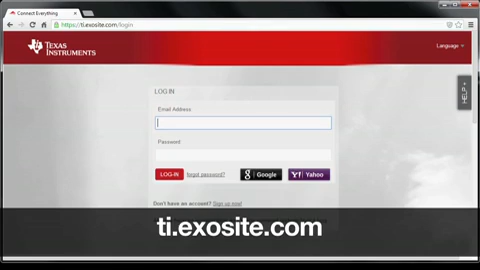 Connect Everything
https://ti.exosite.com/login
TEXAS
INSTRUMENTS
Language
HELP
LOG IN
Email Address
Password
LOG-IN
forgot password?
Google
Yahoo
Don't have an account? Sign up now!
ti.exosite.com